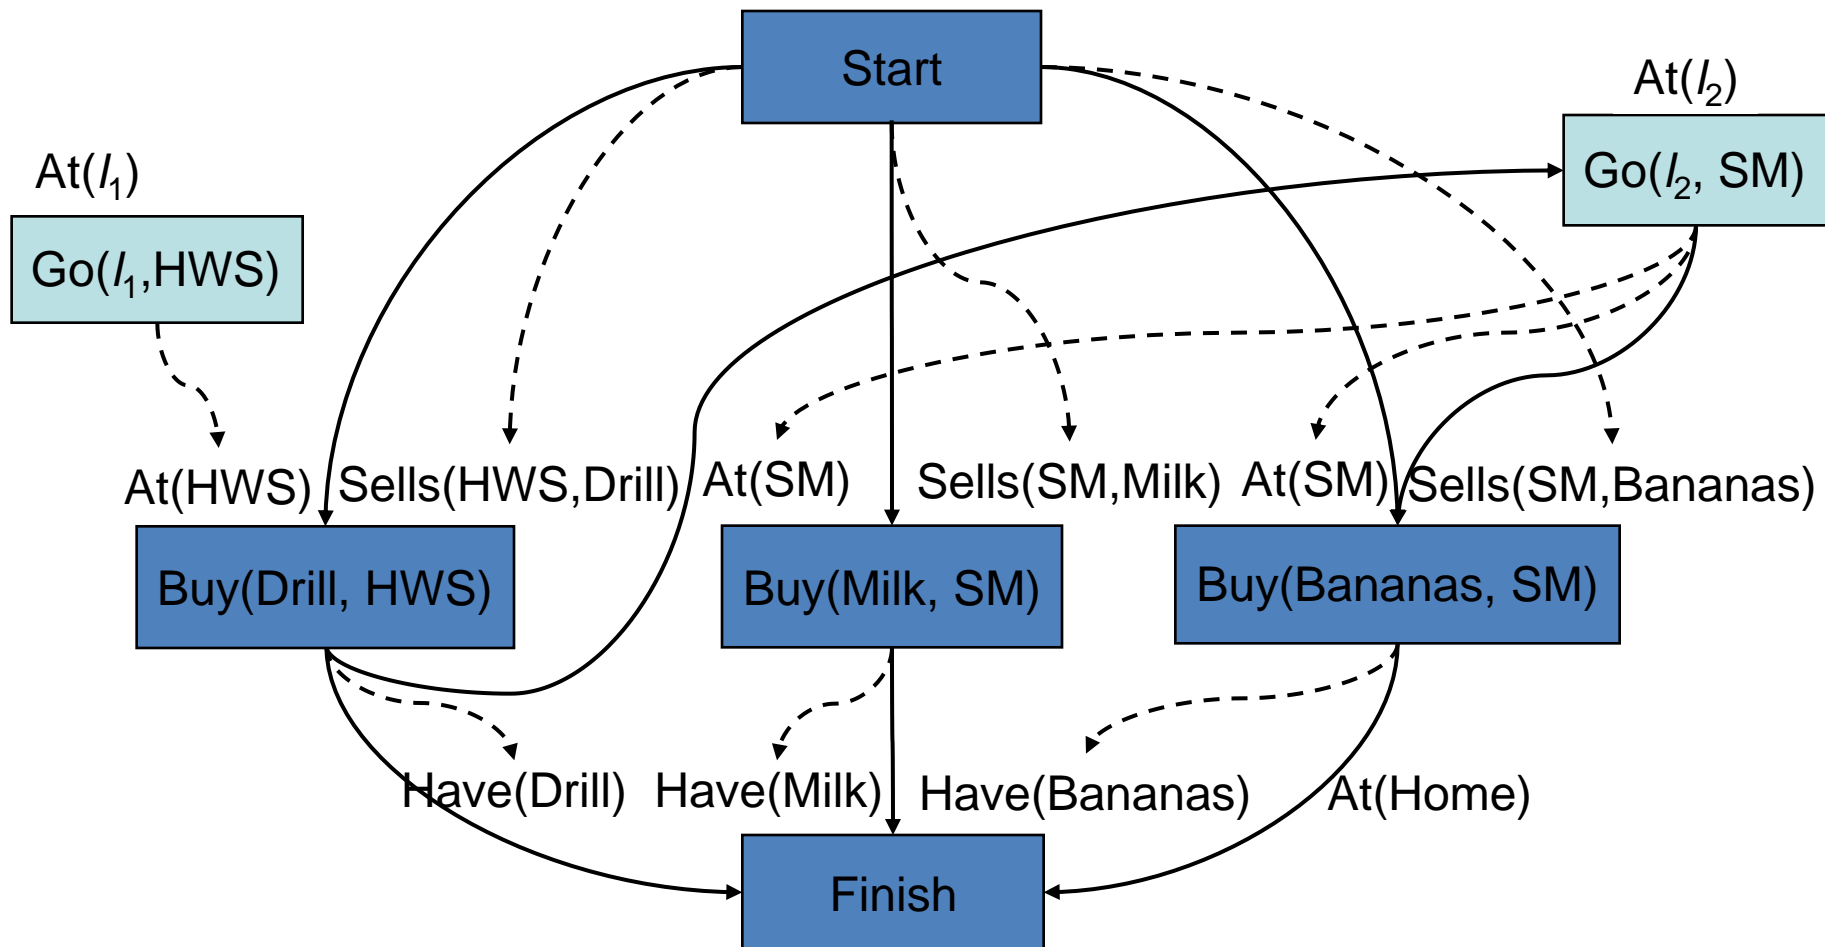 Start
At(l₂)
Go(l₂, SM)
At(l₁)
Go(l₁,HWS)
At(HWS) Sells(HWS,Drill) At(SM) Sells(SM,Milk) At(SM) Sells(SM,Bananas)
Buy(Drill, HWS) Buy(Milk, SM) Buy(Bananas, SM)
Have(Drill) Have(Milk) Have(Bananas) At(Home)
Finish